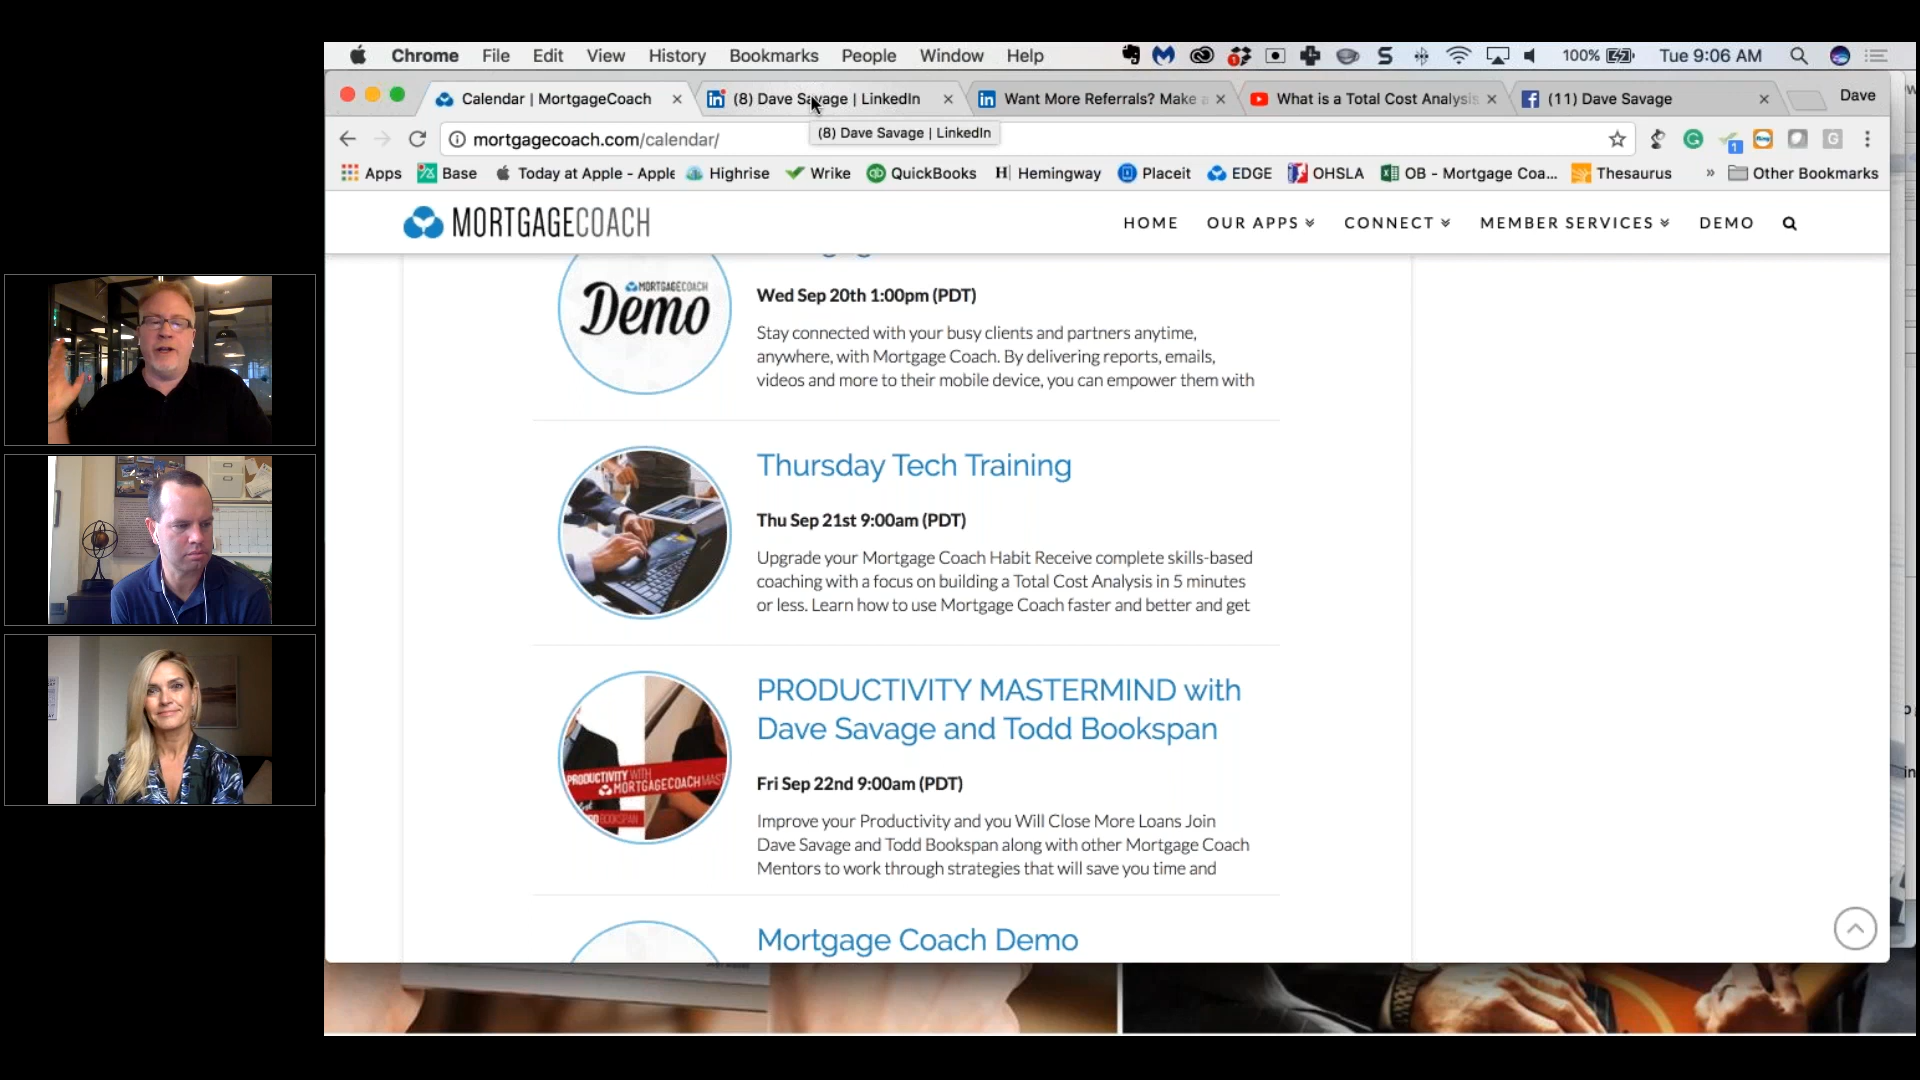 Chrome File Edit View History Bookmarks People Window Help 100% Tue 9:06 AM
Calendar | MortgageCoach (8) Dave Savage | LinkedIn Want More Referrals? Make a What is a Total Cost Analysis (11) Dave Savage Dave
mortgagecoach.com/calendar/
(8) Dave Savage | LinkedIn
Apps Base Today at Apple - Apple Highrise Wrike QuickBooks Hemingway Placeit EDGE OHSLA OB - Mortgage Coa... Thesaurus » Other Bookmarks
MORTGAGECOACH
HOME OUR APPS CONNECT MEMBER SERVICES DEMO
MORTGAGECOACH
Demo
Wed Sep 20th 1:00pm (PDT)
Stay connected with your busy clients and partners anytime,
anywhere, with Mortgage Coach. By delivering reports, emails,
videos and more to their mobile device, you can empower them with
Thursday Tech Training
Thu Sep 21st 9:00am (PDT)
Upgrade your Mortgage Coach Habit Receive complete skills-based
coaching with a focus on building a Total Cost Analysis in 5 minutes
or less. Learn how to use Mortgage Coach faster and better and get
PRODUCTIVITY MASTERMIND with
Dave Savage and Todd Bookspan
PRODUCTIVITY WITH
MORTGAGECOACH MAS
BOOKSPAN
Fri Sep 22nd 9:00am (PDT)
Improve your Productivity and you Will Close More Loans Join
Dave Savage and Todd Bookspan along with other Mortgage Coach
Mentors to work through strategies that will save you time and
Mortgage Coach Demo